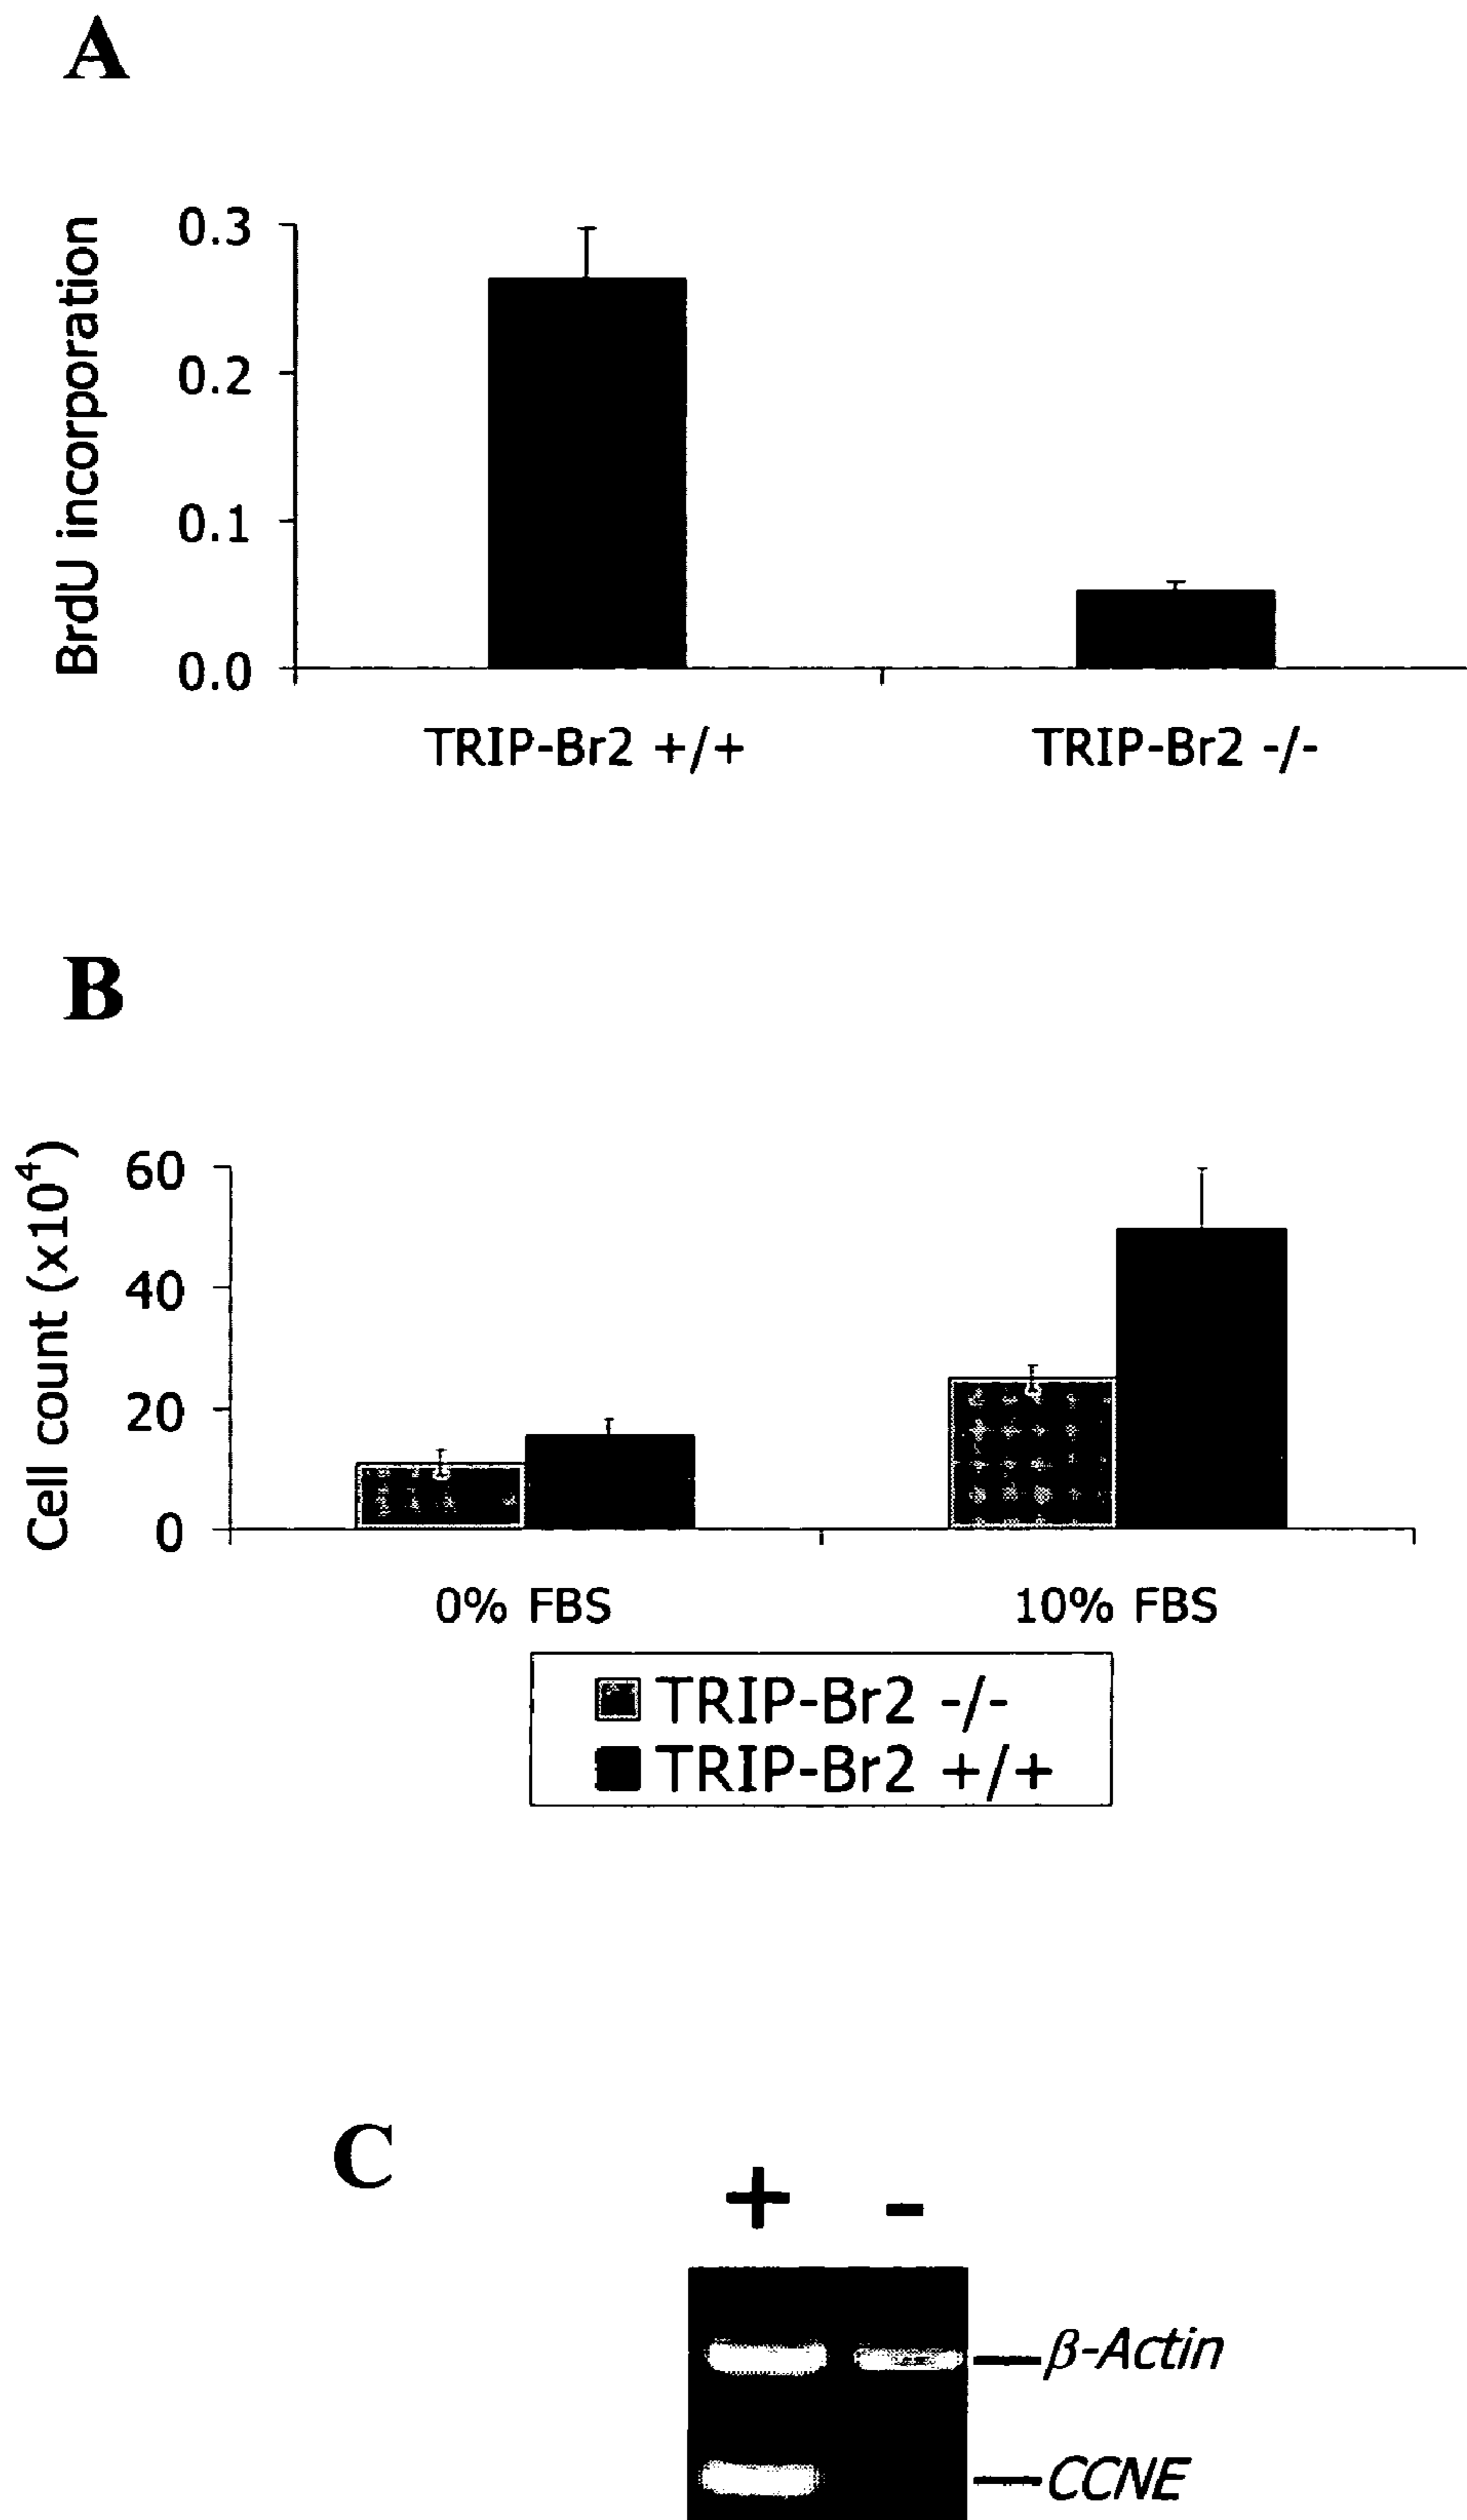 A
BrdU incorporation
0.3
0.2
0.1
0.0
TRIP-Br2 +/+ TRIP-Br2 -/-
B
Cell count (x10⁴)
60
40
20
0
0% FBS 10% FBS
TRIP-Br2 -/-
TRIP-Br2 +/+
C
+ -
β-Actin
CCNE